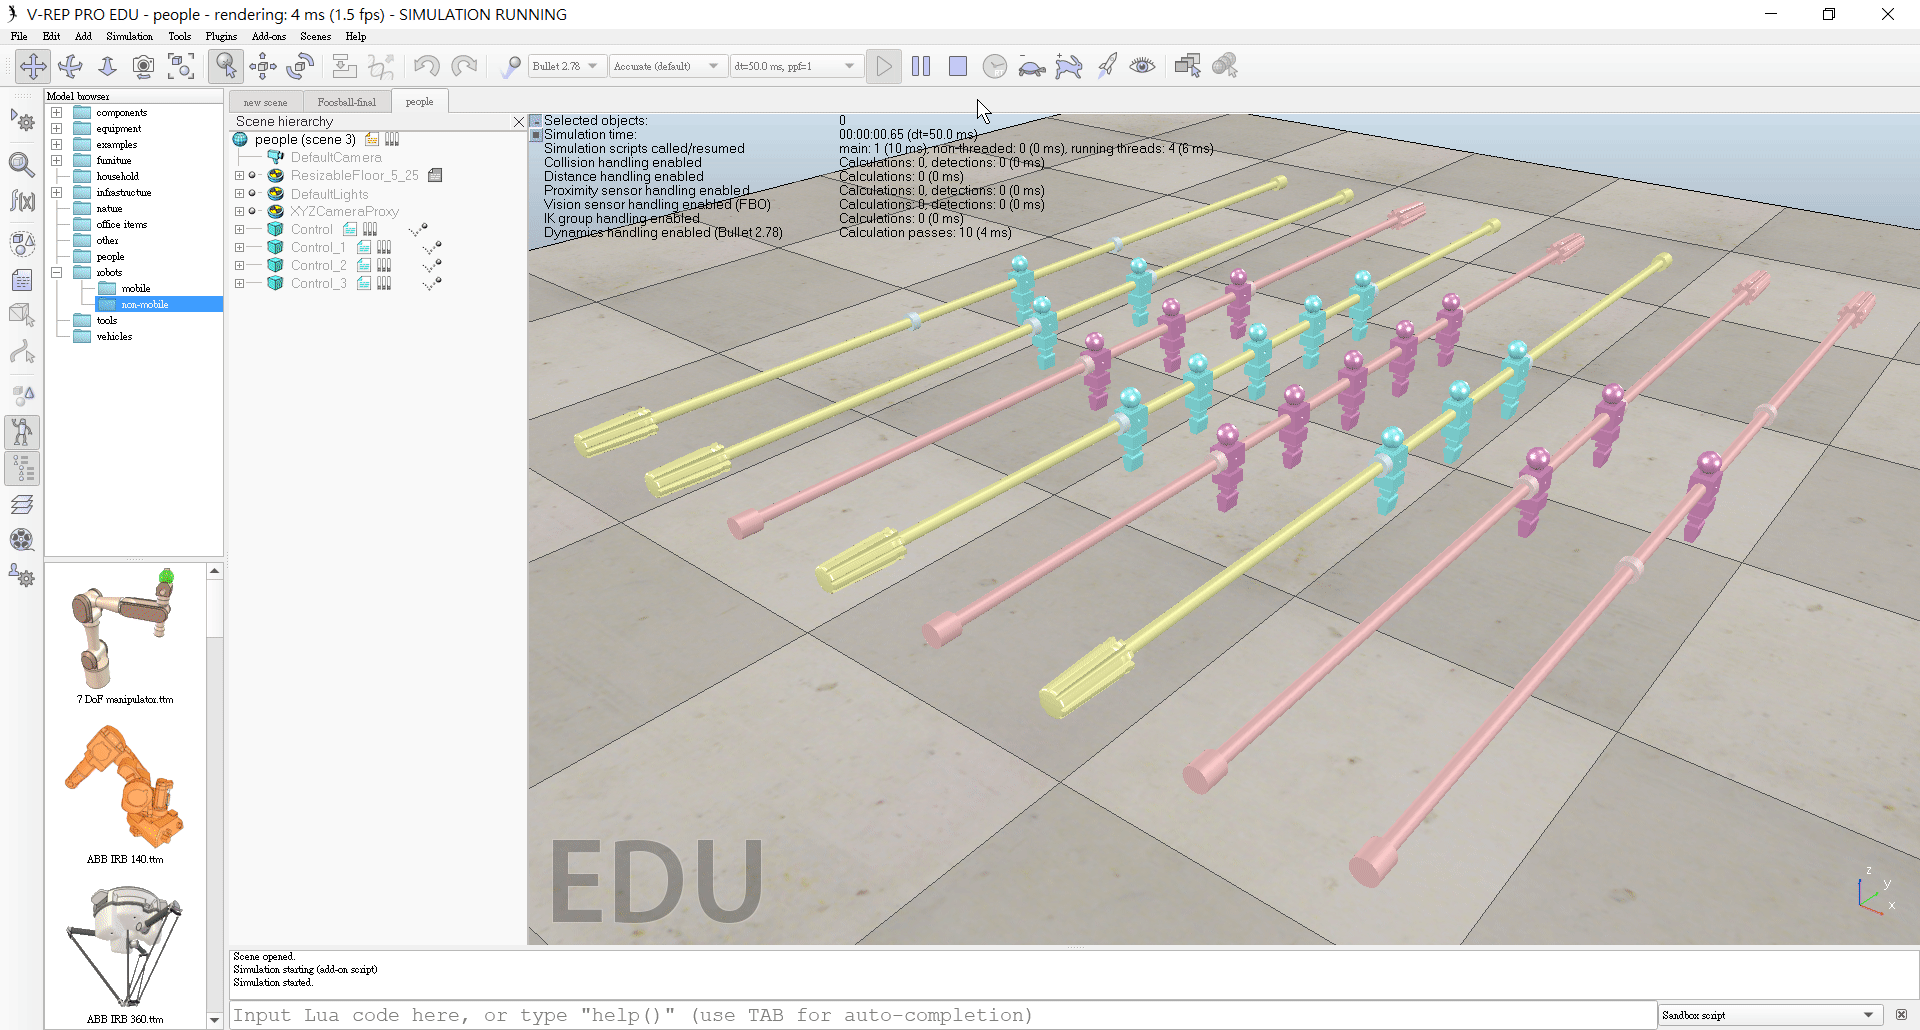 V-REP PRO EDU - people - rendering: 4 ms (1.5 fps) - SIMULATION RUNNING
File Edit Add Simulation Tools Plugins Add-ons Scenes Help
Bullet 2.78 Accurate (default) dt=50.0 ms, ppf=1
Model browser
components
equipment
examples
furniture
household
infrastructure
nature
office items
other
people
robots
mobile
non-mobile
tools
vehicles
7 DoF manipulator.ttm
ABB IRB 140.ttm
ABB IRB 360.ttm
new scene Foosball-final people
Scene hierarchy
people (scene 3)
DefaultCamera
ResizableFloor_5_25
DefaultLights
XYZCameraProxy
Control
Control_1
Control_2
Control_3
Selected objects: 0
Simulation time: 00:00:00.65 (dt=50.0 ms)
Simulation scripts called/resumed main: 1 (10 ms), non-threaded: 0 (0 ms), running threads: 4 (6 ms)
Collision handling enabled Calculations: 0, detections: 0 (0 ms)
Distance handling enabled Calculations: 0 (0 ms)
Proximity sensor handling enabled Calculations: 0, detections: 0 (0 ms)
Vision sensor handling enabled (FBO) Calculations: 0, detections: 0 (0 ms)
IK group handling enabled Calculations: 0 (0 ms)
Dynamics handling enabled (Bullet 2.78) Calculation passes: 10 (4 ms)
EDU
z
y
x
Scene opened.
Simulation starting (add-on script)
Simulation started.
Input Lua code here, or type "help()" (use TAB for auto-completion)
Sandbox script